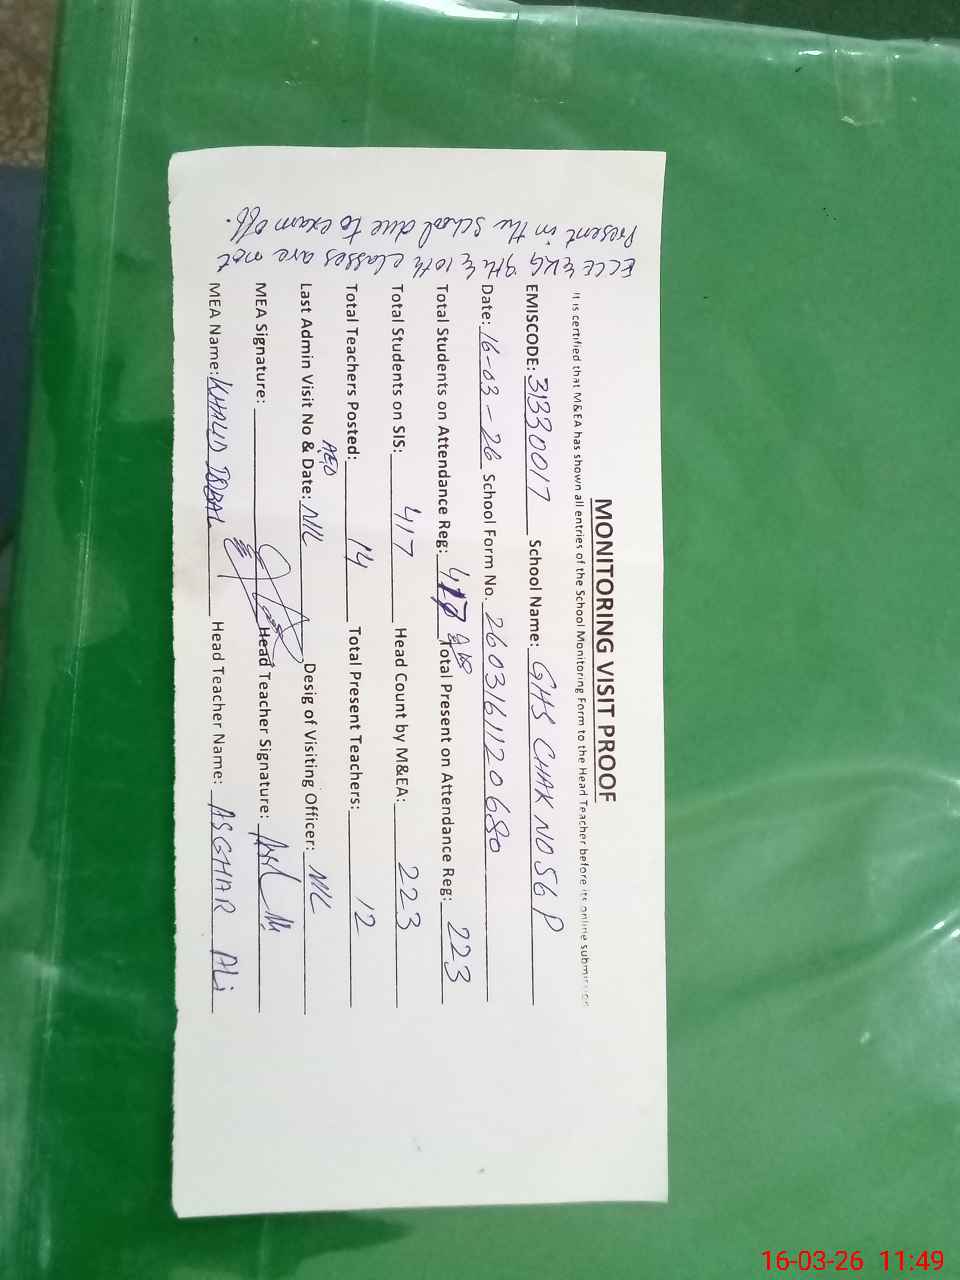 MONITORING VISIT PROOF
It is certified that M&EA has shown all entries of the School Monitoring Form to the Head Teacher before its online submission
EMISCODE: 31330017 School Name: GHS CHAK NO 56 P
Date: 16-03-26 School Form No. 2603161120680
Total Students on Attendance Reg: 417 Total Present on Attendance Reg: 223
Total Students on SIS: 417 Head Count by M&EA: 223
Total Teachers Posted: 14 Total Present Teachers: 12
AEO
Last Admin Visit No & Date: NIL Desig of Visiting Officer: NIL
MEA Signature: Head Teacher Signature:
MEA Name: KHALID IQBAL Head Teacher Name: ASGHAR ALi
ECCE & KG 9th & 10th classes are not
Present in the school due to exam off.
16-03-26 11:49